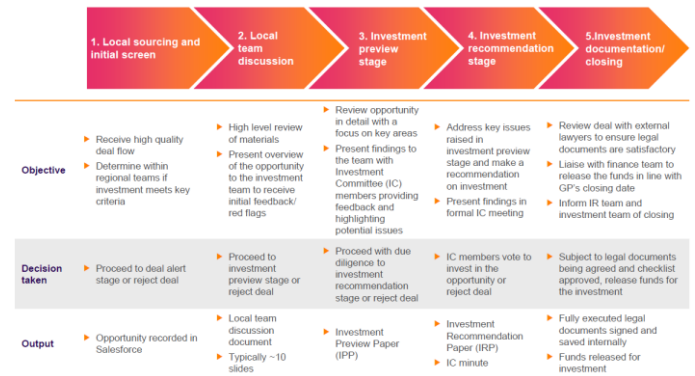 1. Local sourcing and
initial screen
2. Local
team
discussion
3. Investment
preview
stage
4. Investment
recommendation
stage
5.Investment
documentation/
closing
Objective
Receive high quality
deal flow
Determine within
regional teams if
investment meets key
criteria
High level review
of materials
Present overview
of the opportunity
to the investment
team to receive
initial feedback/
red flags
Review opportunity
in detail with a
focus on key areas
Present findings to
the team with
Investment
Committee (IC)
members providing
feedback and
highlighting
potential issues
Address key issues
raised in
investment preview
stage and make a
recommendation
on investment
Present findings in
formal IC meeting
Review deal with external
lawyers to ensure legal
documents are satisfactory
Liaise with finance team to
release the funds in line with
GP's closing date
Inform IR team and
investment team of closing
Decision
taken
Proceed to deal alert
stage or reject deal
Proceed to
investment
preview stage or
reject deal
Proceed with due
diligence to
investment
recommendation
stage or reject deal
IC members vote to
invest in the
opportunity or
reject deal
Subject to legal documents
being agreed and checklist
approved, release funds for
the investment
Output
Opportunity recorded in
Salesforce
Local team
discussion
document
Typically ~10
slides
Investment
Preview Paper
(IPP)
Investment
Recommendation
Paper (IRP)
IC minute
Fully executed legal
documents signed and
saved internally
Funds released for
investment